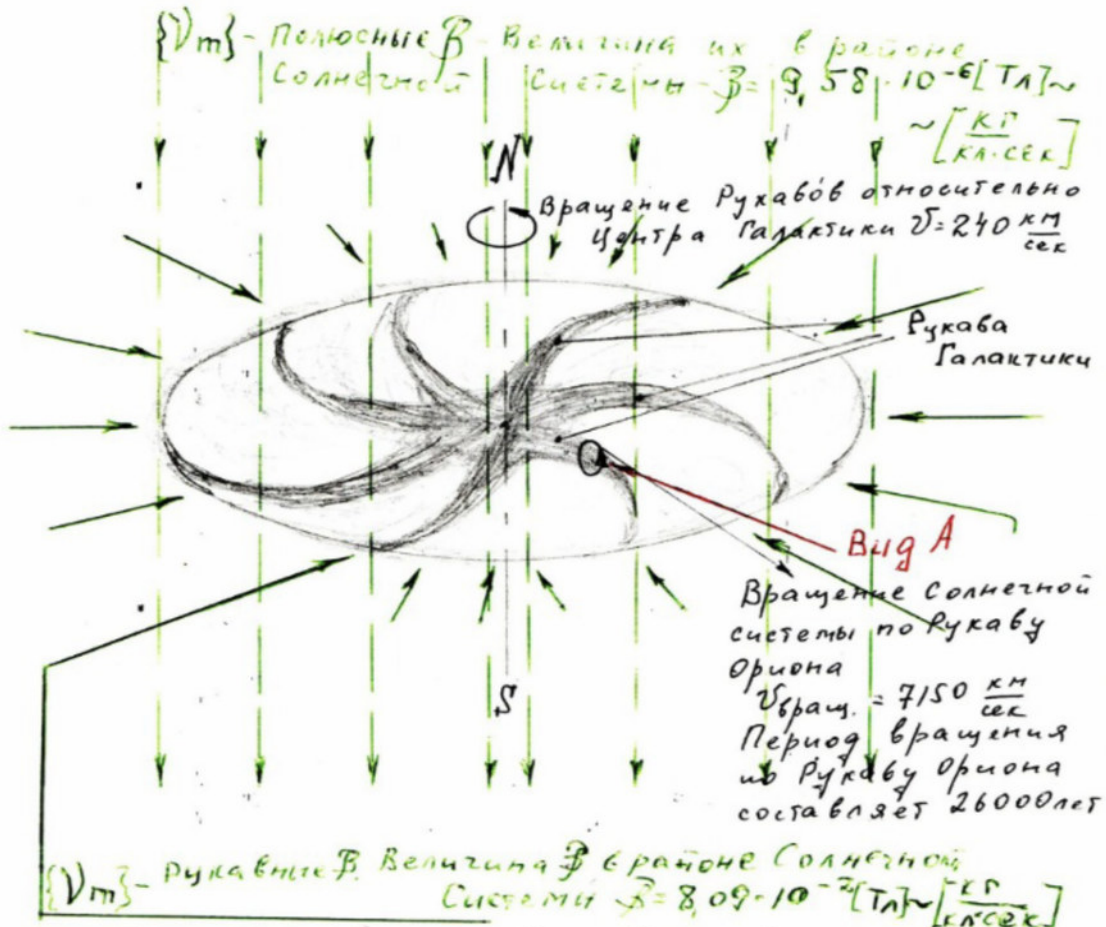 {Vm} - Полюсные B - Величина их в районе
Солнечной Системы - B = 9,58 · 10⁻⁶ [Тл] ~
~ [кг / кл·сек]
N
Вращение Рукавов относительно
Центра Галактики V = 240 км/сек
Рукава
Галактики
Вид А
Вращение Солнечной
системы по Рукаву
Ориона
Vвращ. = 7150 км/сек
Период вращения
по Рукаву Ориона
составляет 26000 лет
S
{Vm} - Рукавные B. Величина B в районе Солнечной
Системы B = 8,09 · 10⁻² [Тл] ~ [кг / кл·сек]